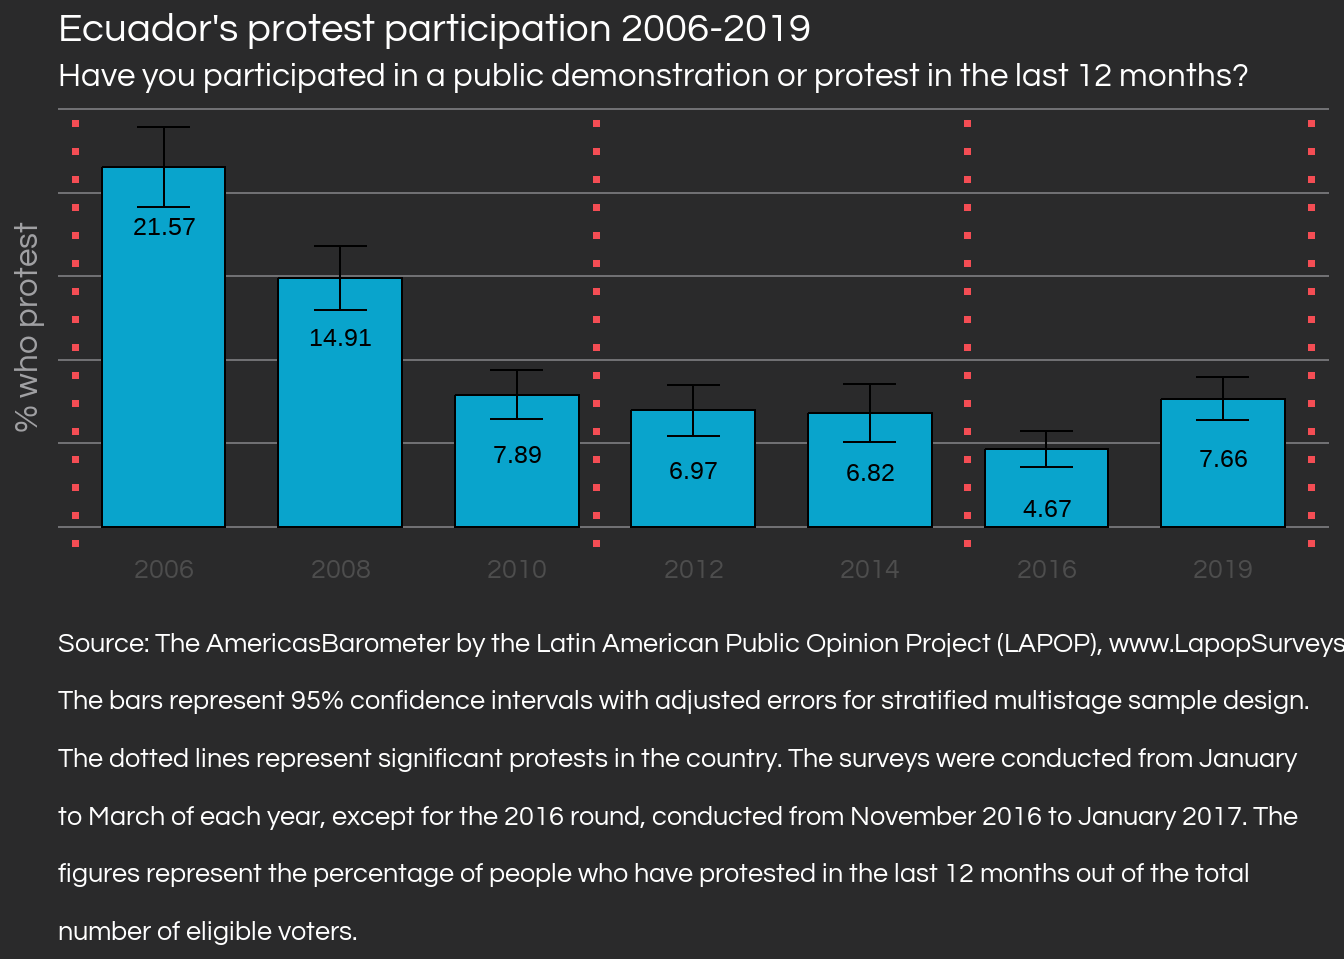 Ecuador's protest participation 2006-2019
Have you participated in a public demonstration or protest in the last 12 months?
% who protest
21.57
14.91
7.89
6.97
6.82
4.67
7.66
2006 2008 2010 2012 2014 2016 2019
Source: The AmericasBarometer by the Latin American Public Opinion Project (LAPOP), www.LapopSurveys
The bars represent 95% confidence intervals with adjusted errors for stratified multistage sample design.
The dotted lines represent significant protests in the country. The surveys were conducted from January
to March of each year, except for the 2016 round, conducted from November 2016 to January 2017. The
figures represent the percentage of people who have protested in the last 12 months out of the total
number of eligible voters.